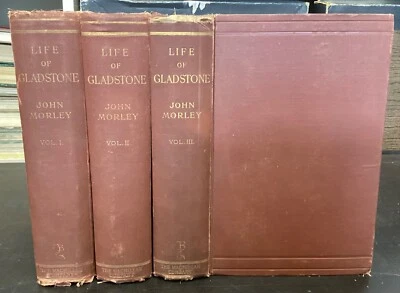 LIFE
OF
GLADSTONE
JOHN
MORLEY
VOL. I
LIFE
OF
GLADSTONE
JOHN
MORLEY
VOL. II
LIFE
OF
GLADSTONE
JOHN
MORLEY
VOL. III